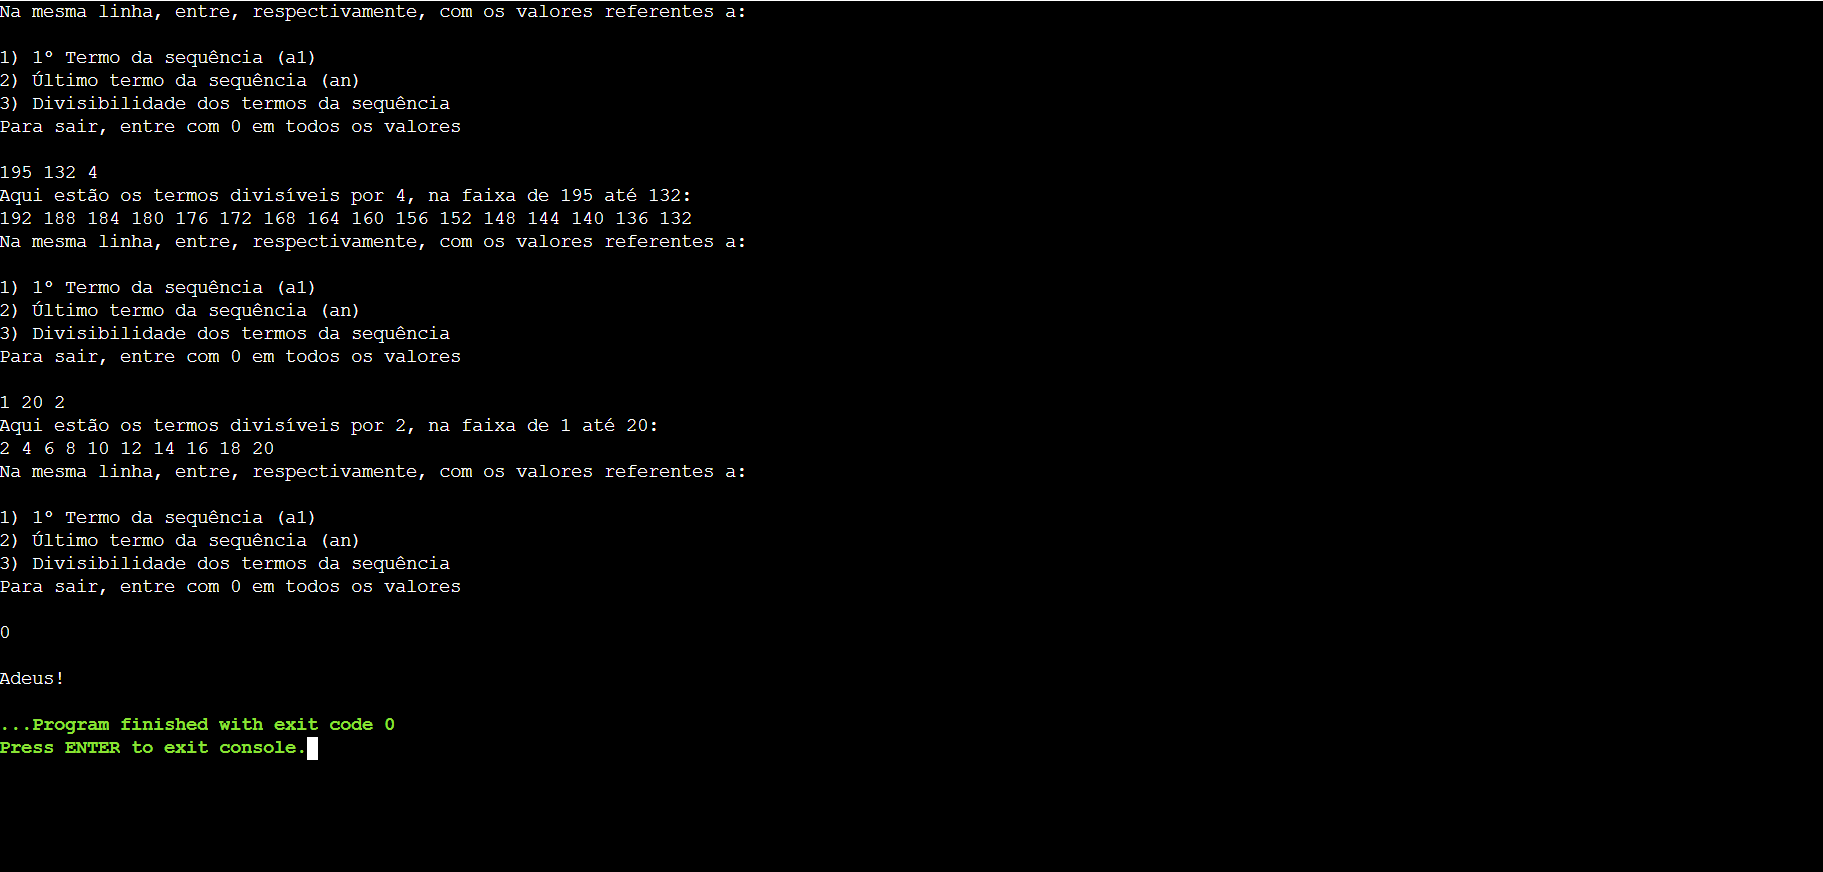 Na mesma linha, entre, respectivamente, com os valores referentes a:
1) 1º Termo da sequência (a1)
2) Último termo da sequência (an)
3) Divisibilidade dos termos da sequência
Para sair, entre com 0 em todos os valores
195 132 4
Aqui estão os termos divisíveis por 4, na faixa de 195 até 132:
192 188 184 180 176 172 168 164 160 156 152 148 144 140 136 132
Na mesma linha, entre, respectivamente, com os valores referentes a:
1) 1º Termo da sequência (a1)
2) Último termo da sequência (an)
3) Divisibilidade dos termos da sequência
Para sair, entre com 0 em todos os valores
1 20 2
Aqui estão os termos divisíveis por 2, na faixa de 1 até 20:
2 4 6 8 10 12 14 16 18 20
Na mesma linha, entre, respectivamente, com os valores referentes a:
1) 1º Termo da sequência (a1)
2) Último termo da sequência (an)
3) Divisibilidade dos termos da sequência
Para sair, entre com 0 em todos os valores
0
Adeus!
...Program finished with exit code 0
Press ENTER to exit console.